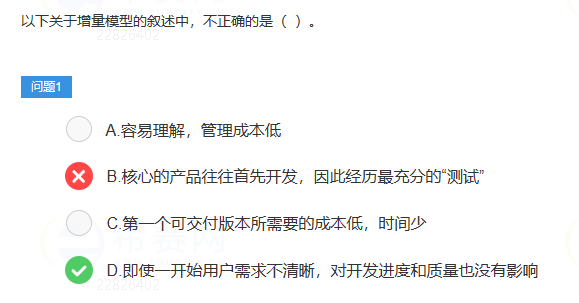 以下关于增量模型的叙述中，不正确的是（ ）。
22826402
问题1
A.容易理解，管理成本低
B.核心的产品往往首先开发，因此经历最充分的“测试”
C.第一个可交付版本所需要的成本低，时间少
希赛网
D.即使一开始用户需求不清晰，对开发进度和质量也没有影响
22826402